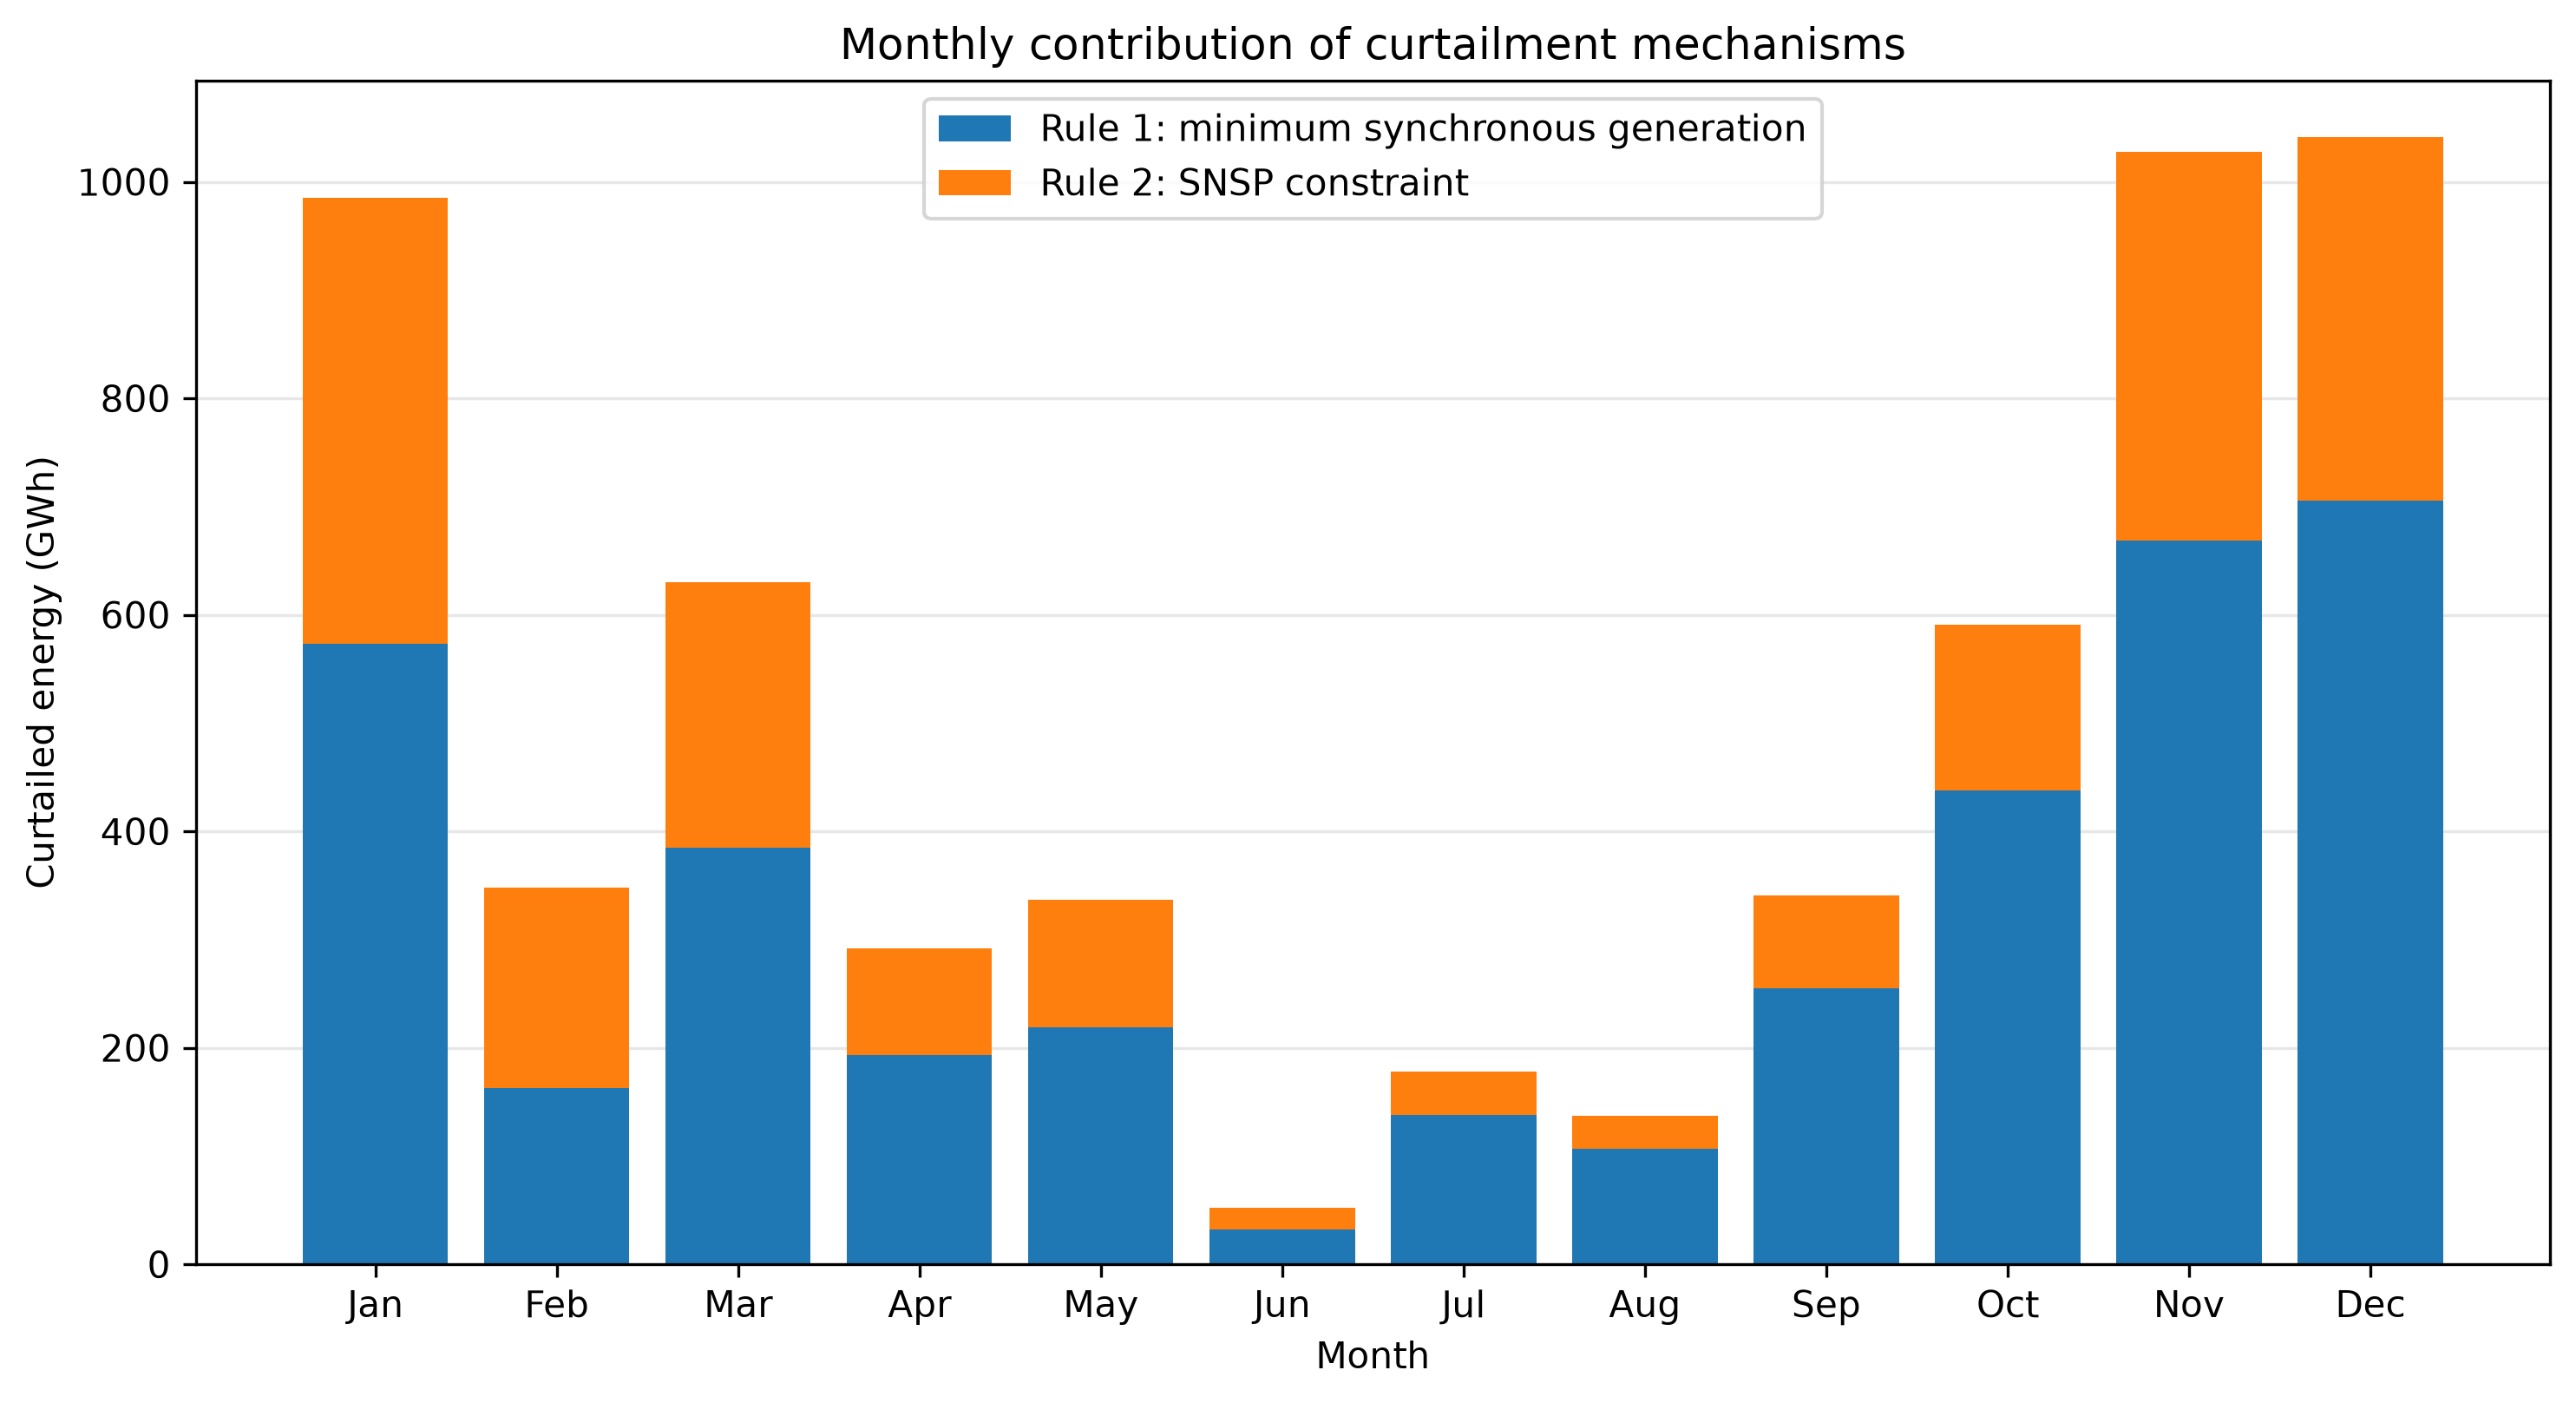 Monthly contribution of curtailment mechanisms
Rule 1: minimum synchronous generation
Rule 2: SNSP constraint
Curtailed energy (GWh)
1000
800
600
400
200
0
Jan Feb Mar Apr May Jun Jul Aug Sep Oct Nov Dec
Month